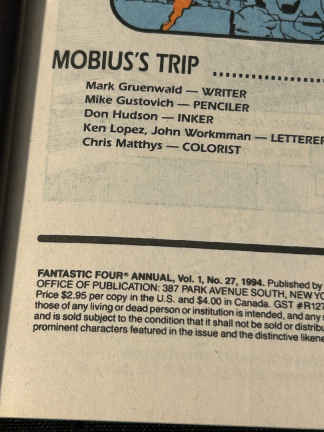 MOBIUS'S TRIP
Mark Gruenwald — WRITER
Mike Gustovich — PENCILER
Don Hudson — INKER
Ken Lopez, John Workmman — LETTERER
Chris Matthys — COLORIST
FANTASTIC FOUR® ANNUAL, Vol. 1, No. 27, 1994. Published by
OFFICE OF PUBLICATION: 387 PARK AVENUE SOUTH, NEW YO
Price $2.95 per copy in the U.S. and $4.00 in Canada. GST #R127
those of any living or dead person or institution is intended, and any
and is sold subject to the condition that it shall not be sold or distribu
prominent characters featured in the issue and the distinctive likene